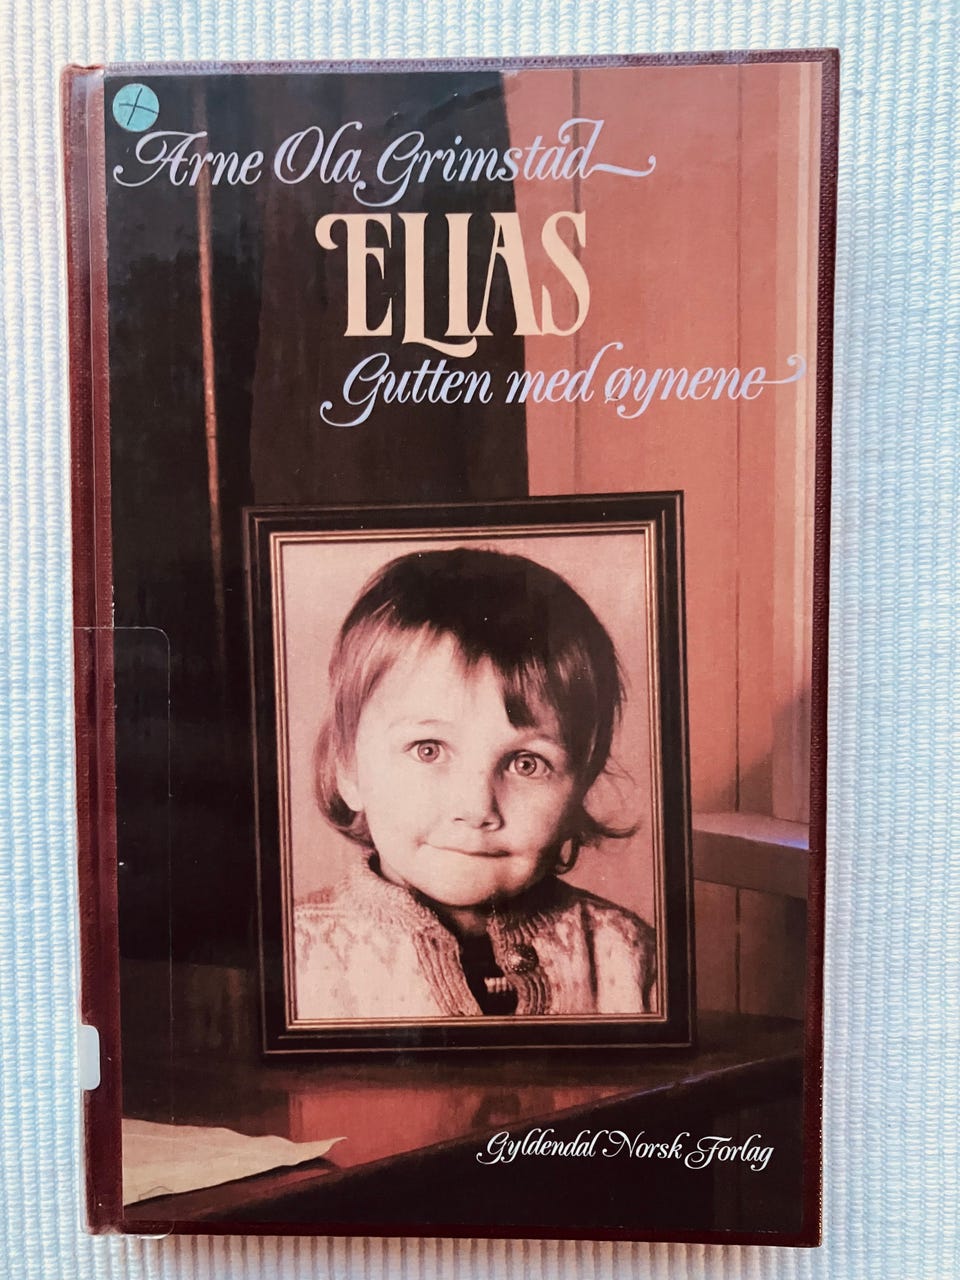 Arne Ola Grimstad
ELIAS
Gutten med øynene
Gyldendal Norsk Forlag